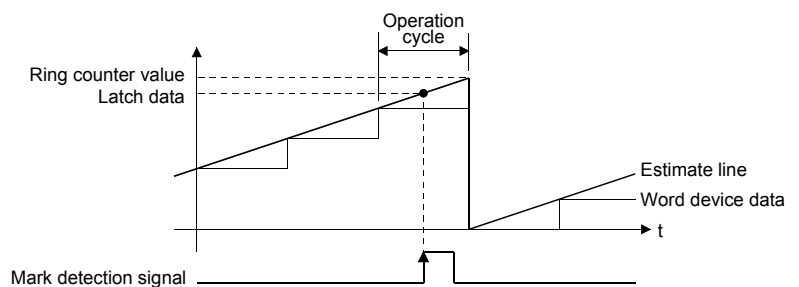 Operation
cycle
Ring counter value
Latch data
Estimate line
Word device data
t
Mark detection signal